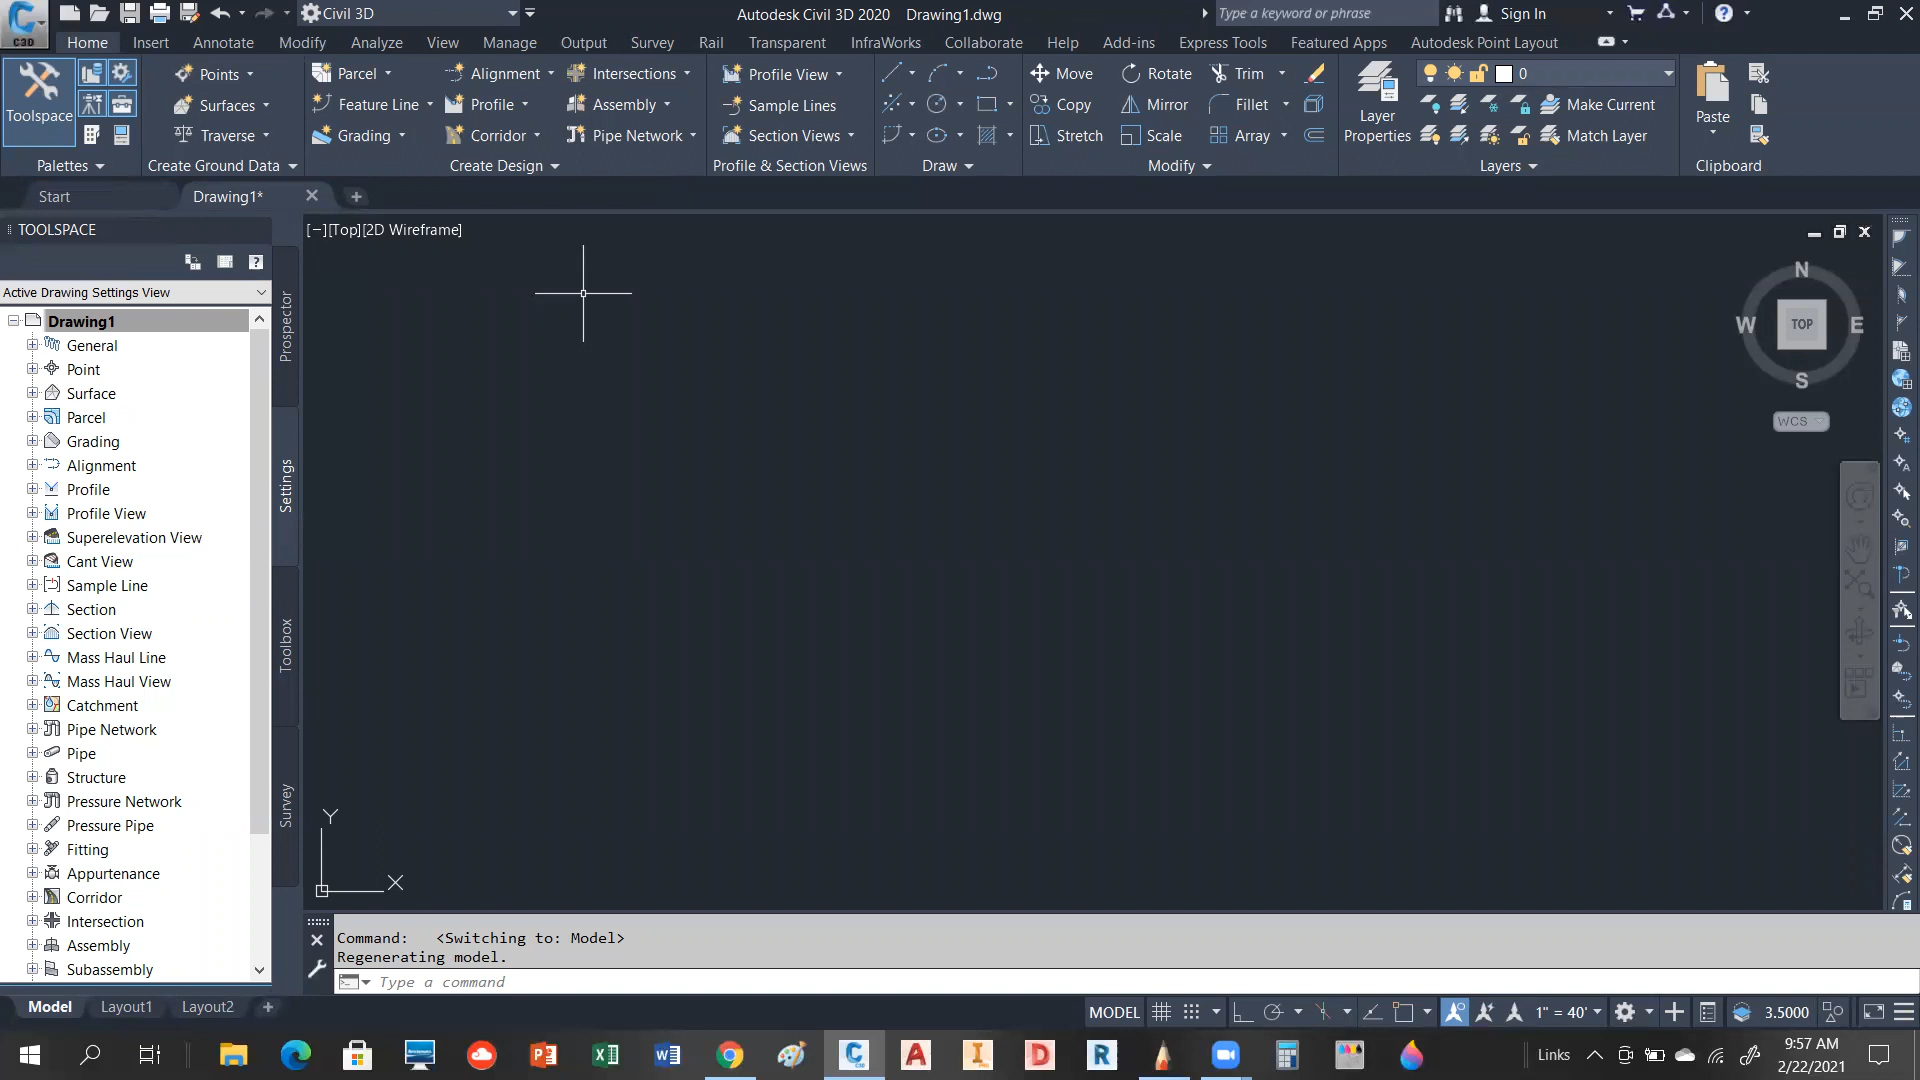 Civil 3D
Autodesk Civil 3D 2020 Drawing1.dwg
Type a keyword or phrase
Sign In
C3D
Home Insert Annotate Modify Analyze View Manage Output Survey Rail Transparent InfraWorks Collaborate Help Add-ins Express Tools Featured Apps Autodesk Point Layout
Toolspace
Palettes
Points
Surfaces
Traverse
Create Ground Data
Parcel
Feature Line
Grading
Alignment
Profile
Corridor
Intersections
Assembly
Pipe Network
Create Design
Profile View
Sample Lines
Section Views
Profile & Section Views
Draw
Move
Copy
Stretch
Rotate
Mirror
Scale
Trim
Fillet
Array
Modify
Layer
Properties
0
Make Current
Match Layer
Layers
Paste
Clipboard
Start
Drawing1*
TOOLSPACE
Active Drawing Settings View
Drawing1
General
Point
Surface
Parcel
Grading
Alignment
Profile
Profile View
Superelevation View
Cant View
Sample Line
Section
Section View
Mass Haul Line
Mass Haul View
Catchment
Pipe Network
Pipe
Structure
Pressure Network
Pressure Pipe
Fitting
Appurtenance
Corridor
Intersection
Assembly
Subassembly
Prospector
Settings
Toolbox
Survey
[−][Top][2D Wireframe]
N
W
TOP
E
S
WCS
Y
X
Command: <Switching to: Model>
Regenerating model.
Type a command
Model Layout1 Layout2
MODEL
1" = 40'
3.5000
Links
9:57 AM
2/22/2021